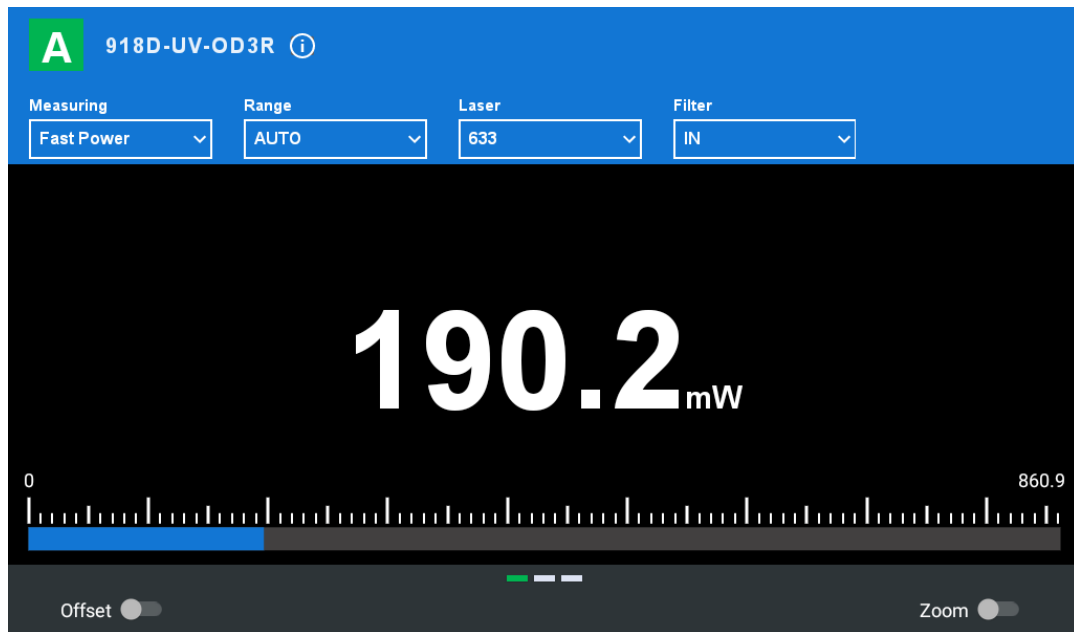 A 918D-UV-OD3R i
Measuring Range Laser Filter
Fast Power AUTO 633 IN
190.2 mW
0 860.9
Offset Zoom